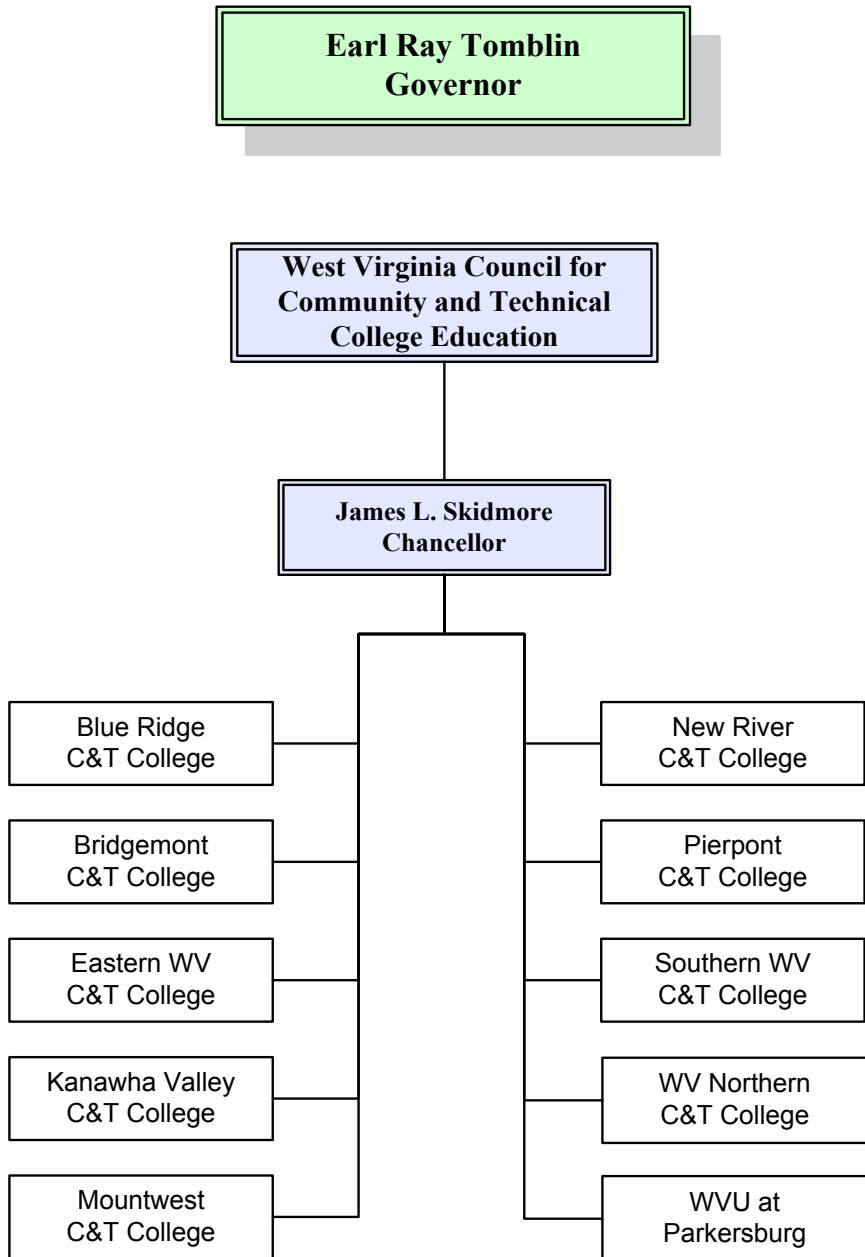 Earl Ray Tomblin
Governor
West Virginia Council for
Community and Technical
College Education
James L. Skidmore
Chancellor
Blue Ridge
C&T College
Bridgemont
C&T College
Eastern WV
C&T College
Kanawha Valley
C&T College
Mountwest
C&T College
New River
C&T College
Pierpont
C&T College
Southern WV
C&T College
WV Northern
C&T College
WVU at
Parkersburg